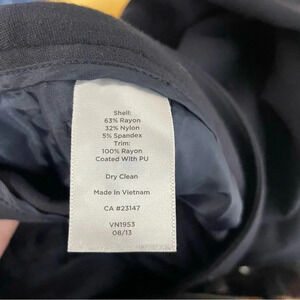 Shell:
63% Rayon
32% Nylon
5% Spandex
Trim:
100% Rayon
Coated With PU
Dry Clean
Made In Vietnam
CA #23147
VN1953
08/13